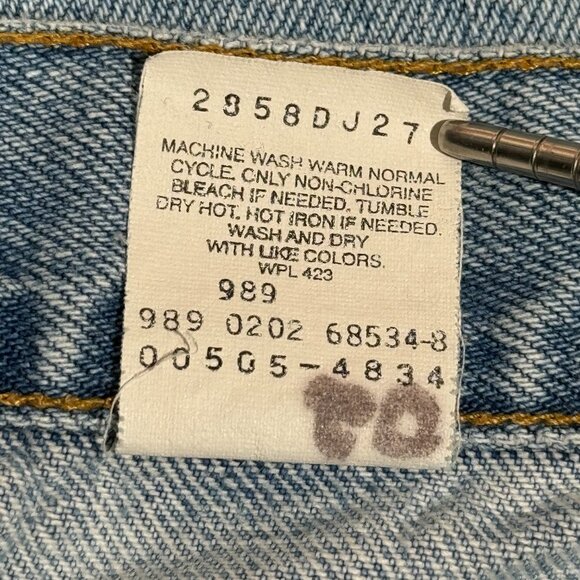 2858DJ27
MACHINE WASH WARM NORMAL
CYCLE. ONLY NON-CHLORINE
BLEACH IF NEEDED. TUMBLE
DRY HOT. HOT IRON IF NEEDED.
WASH AND DRY
WITH LIKE COLORS.
WPL 423
989
989 0202 68534-8
00505-4834